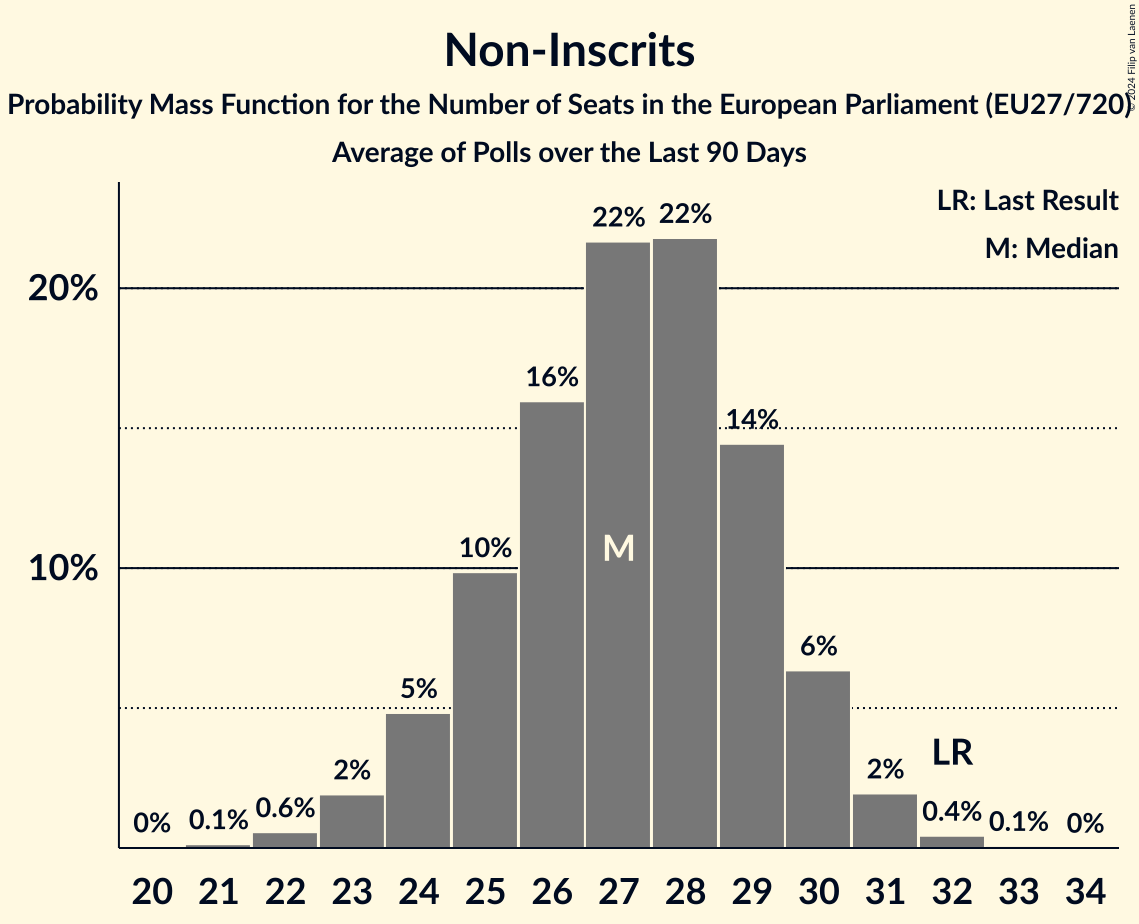 Non-Inscrits
Probability Mass Function for the Number of Seats in the European Parliament (EU27/720)
Average of Polls over the Last 90 Days
© 2024 Filip van Laenen
LR: Last Result
M: Median
20%
10%
0%
0.1%
0.6%
2%
5%
10%
16%
22%
22%
14%
6%
2%
0.4%
0.1%
0%
M
LR
20 21 22 23 24 25 26 27 28 29 30 31 32 33 34